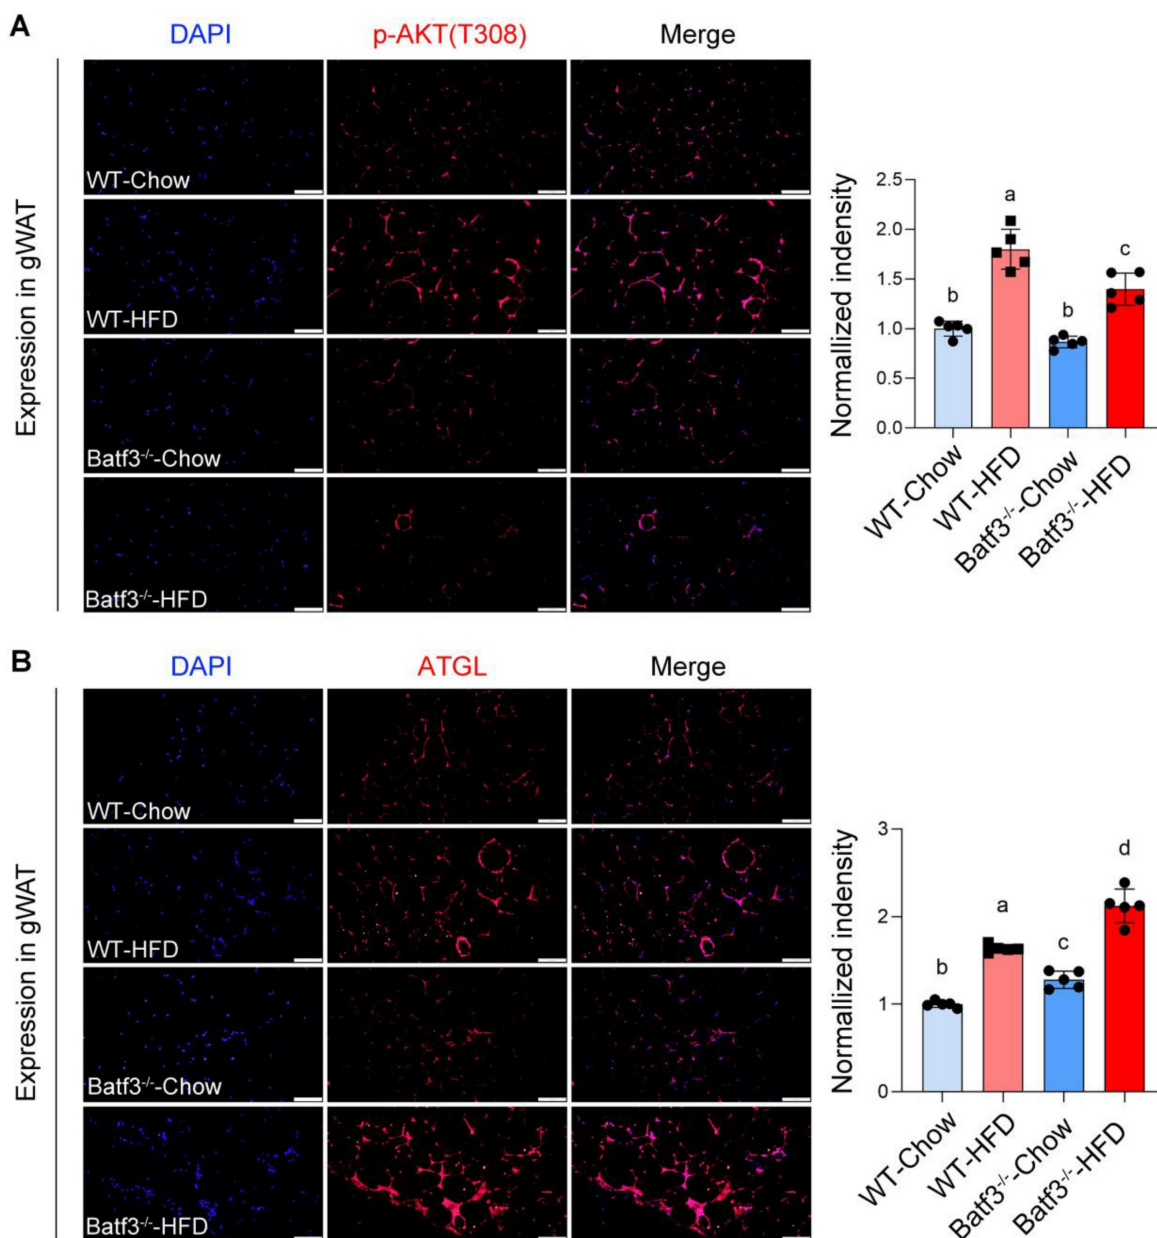 A
DAPI
p-AKT(T308)
Merge
Expression in gWAT
WT-Chow
WT-HFD
Batf3-/--Chow
Batf3-/--HFD
Normallized indensity
2.5
2.0
1.5
1.0
0.5
0.0
b
a
b
c
WT-Chow
WT-HFD
Batf3-/--Chow
Batf3-/--HFD
B
DAPI
ATGL
Merge
Expression in gWAT
WT-Chow
WT-HFD
Batf3-/--Chow
Batf3-/--HFD
Normallized indensity
3
2
1
0
b
a
c
d
WT-Chow
WT-HFD
Batf3-/--Chow
Batf3-/--HFD